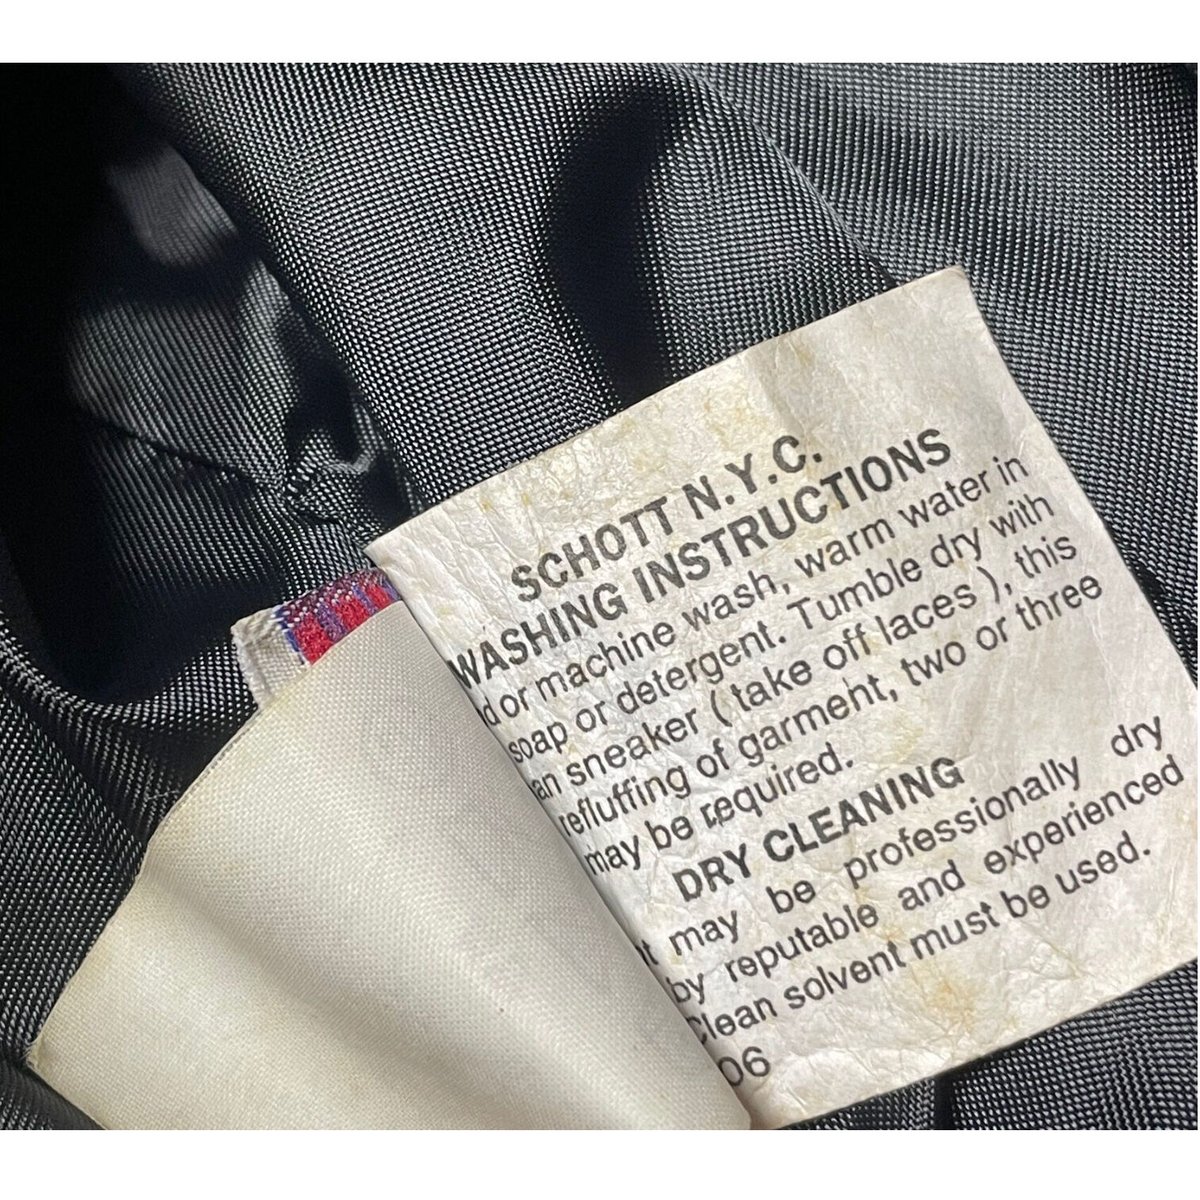 SCHOTT N.Y.C.
WASHING INSTRUCTIONS
d or machine wash, warm water in
soap or detergent. Tumble dry with
an sneaker ( take off laces ), this
refluffing of garment, two or three
may be required.
DRY CLEANING
t may be professionally dry
by reputable and experienced
Clean solvent must be used.
06